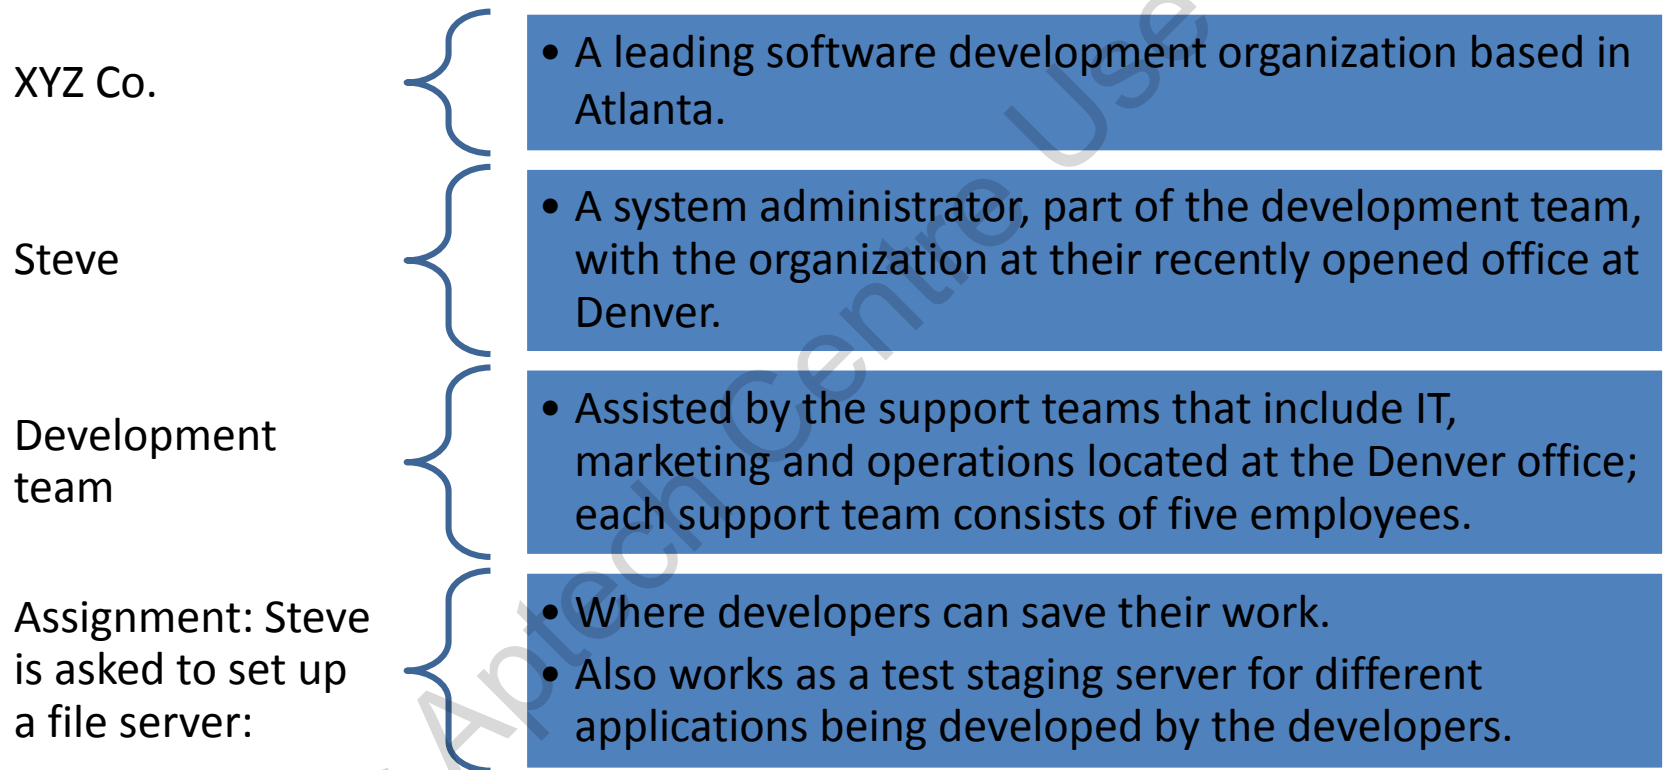 XYZ Co.
• A leading software development organization based in
Atlanta.
Steve
• A system administrator, part of the development team,
with the organization at their recently opened office at
Denver.
Development
team
• Assisted by the support teams that include IT,
marketing and operations located at the Denver office;
each support team consists of five employees.
Assignment: Steve
is asked to set up
a file server:
• Where developers can save their work.
• Also works as a test staging server for different
applications being developed by the developers.
Aptech Centre Use